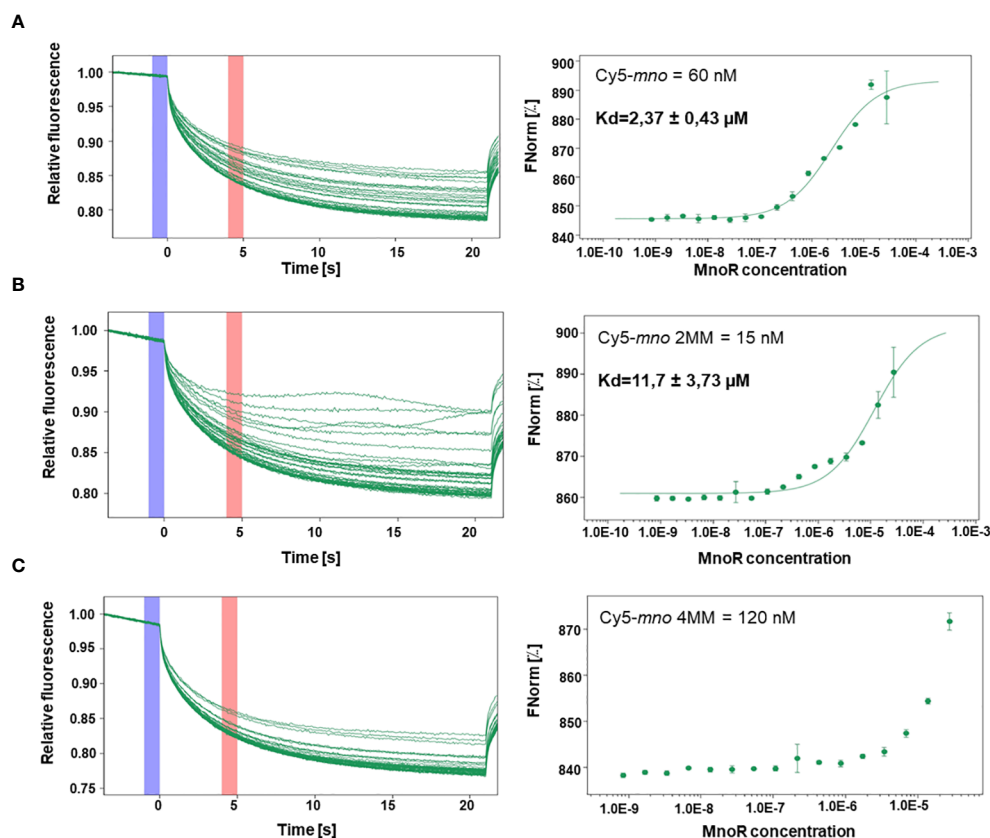 A
Relative fluorescence
1.00
0.95
0.90
0.85
0.80
0 5 10 15 20
Time [s]
FNorm [‰]
890
880
870
860
850
840
Cy5-mno = 60 nM
Kd=2,37 ± 0,43 µM
1.0E-10 1.0E-9 1.0E-8 1.0E-7 1.0E-6 1.0E-5 1.0E-4 1.0E-3
MnoR concentration
B
Relative fluorescence
1.00
0.95
0.90
0.85
0.80
0 5 10 15 20
Time [s]
FNorm [‰]
900
880
860
Cy5-mno 2MM = 15 nM
Kd=11,7 ± 3,73 µM
1.0E-10 1.0E-9 1.0E-8 1.0E-7 1.0E-6 1.0E-5 1.0E-4 1.0E-3
MnoR concentration
C
Relative fluorescence
1.00
0.95
0.90
0.85
0.80
0.75
0 5 10 15 20
Time [s]
FNorm [‰]
870
850
840
Cy5-mno 4MM = 120 nM
1.0E-9 1.0E-8 1.0E-7 1.0E-6 1.0E-5
MnoR concentration